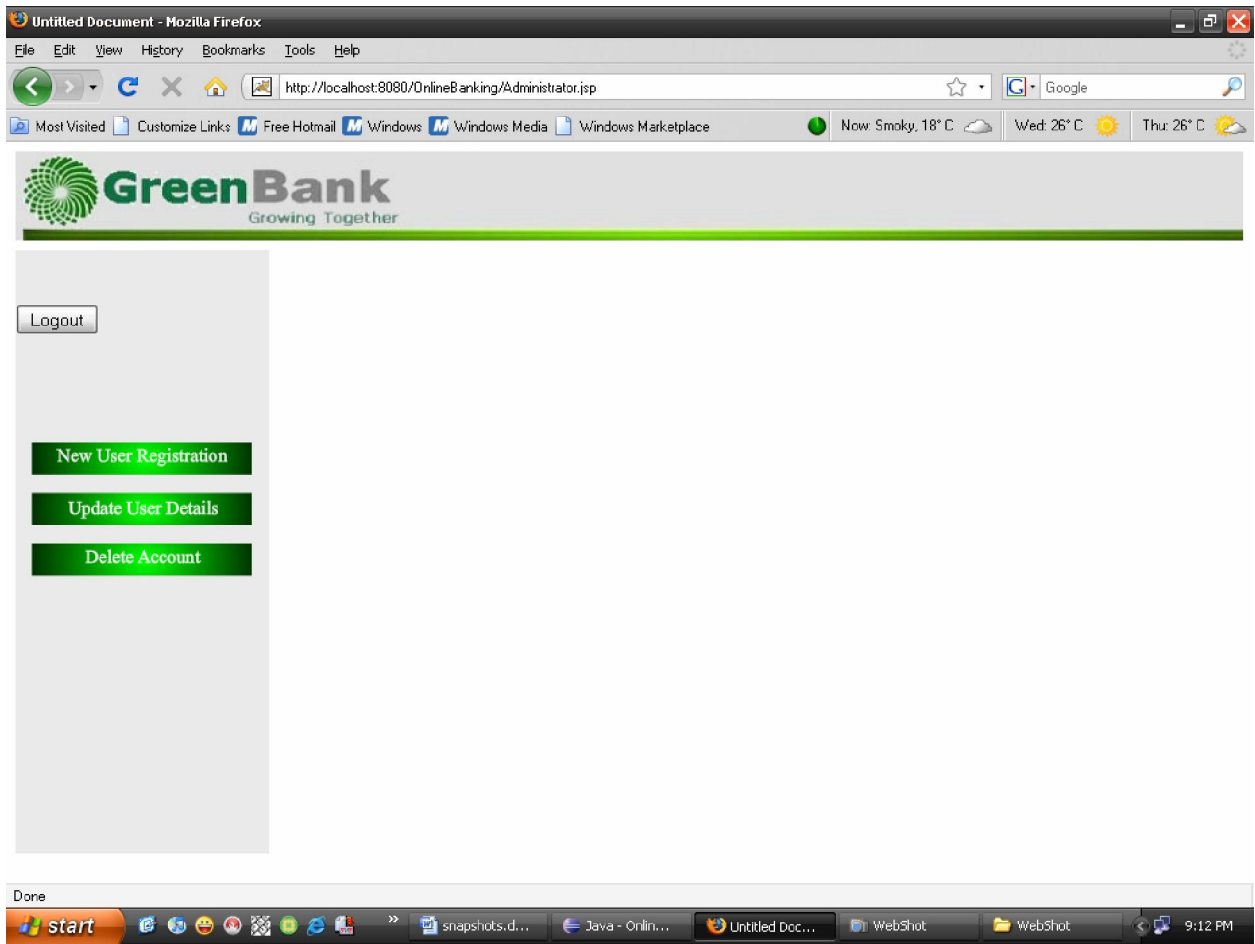 Untitled Document - Mozilla Firefox
File Edit View History Bookmarks Tools Help
http://localhost:8080/OnlineBanking/Administrator.jsp
G Google
Most Visited Customize Links Free Hotmail Windows Windows Media Windows Marketplace Now: Smoky, 18° C Wed: 26° C Thu: 26° C
GreenBank
Growing Together
Logout
New User Registration
Update User Details
Delete Account
Done
start » snapshots.d... Java - Onlin... Untitled Doc... WebShot WebShot 9:12 PM